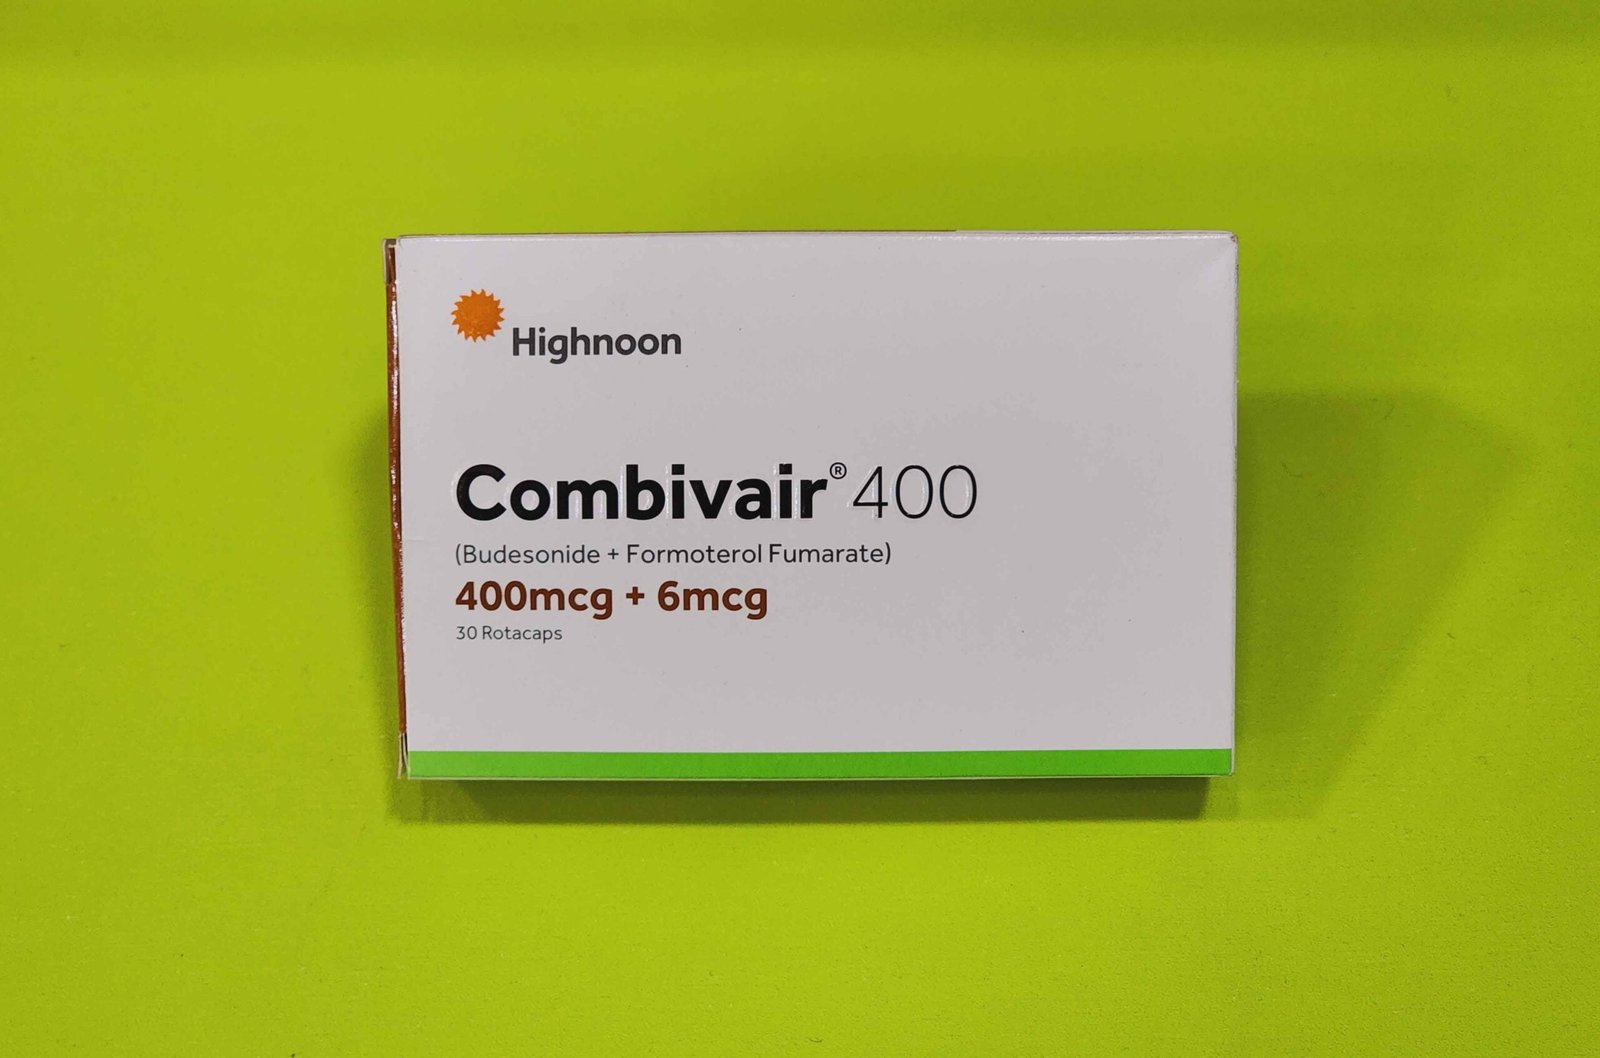 Highnoon
Combivair® 400
(Budesonide + Formoterol Fumarate)
400mcg + 6mcg
30 Rotacaps